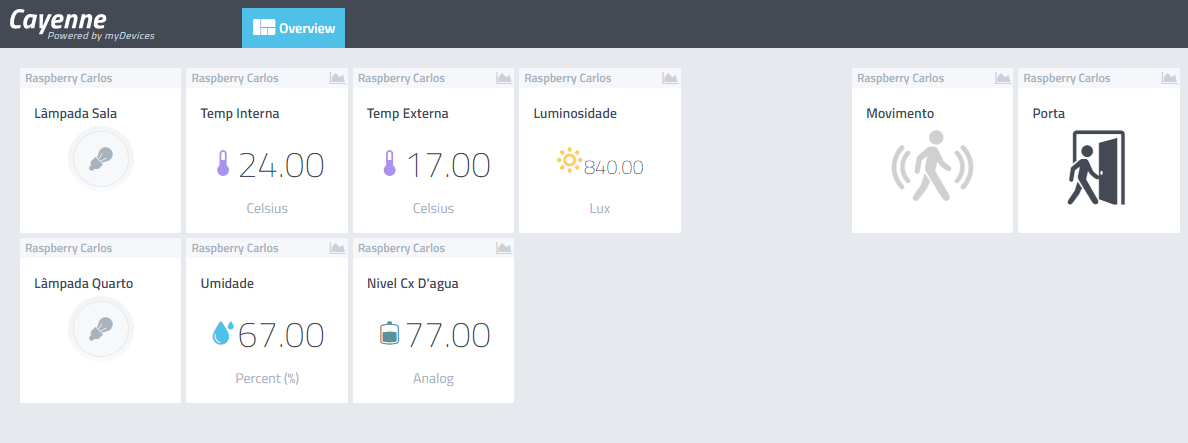 Cayenne
Powered by myDevices
Overview
Raspberry Carlos
Lâmpada Sala
Raspberry Carlos
Temp Interna
24.00
Celsius
Raspberry Carlos
Temp Externa
17.00
Celsius
Raspberry Carlos
Luminosidade
840.00
Lux
Raspberry Carlos
Movimento
Raspberry Carlos
Porta
Raspberry Carlos
Lâmpada Quarto
Raspberry Carlos
Umidade
67.00
Percent (%)
Raspberry Carlos
Nivel Cx D'agua
77.00
Analog